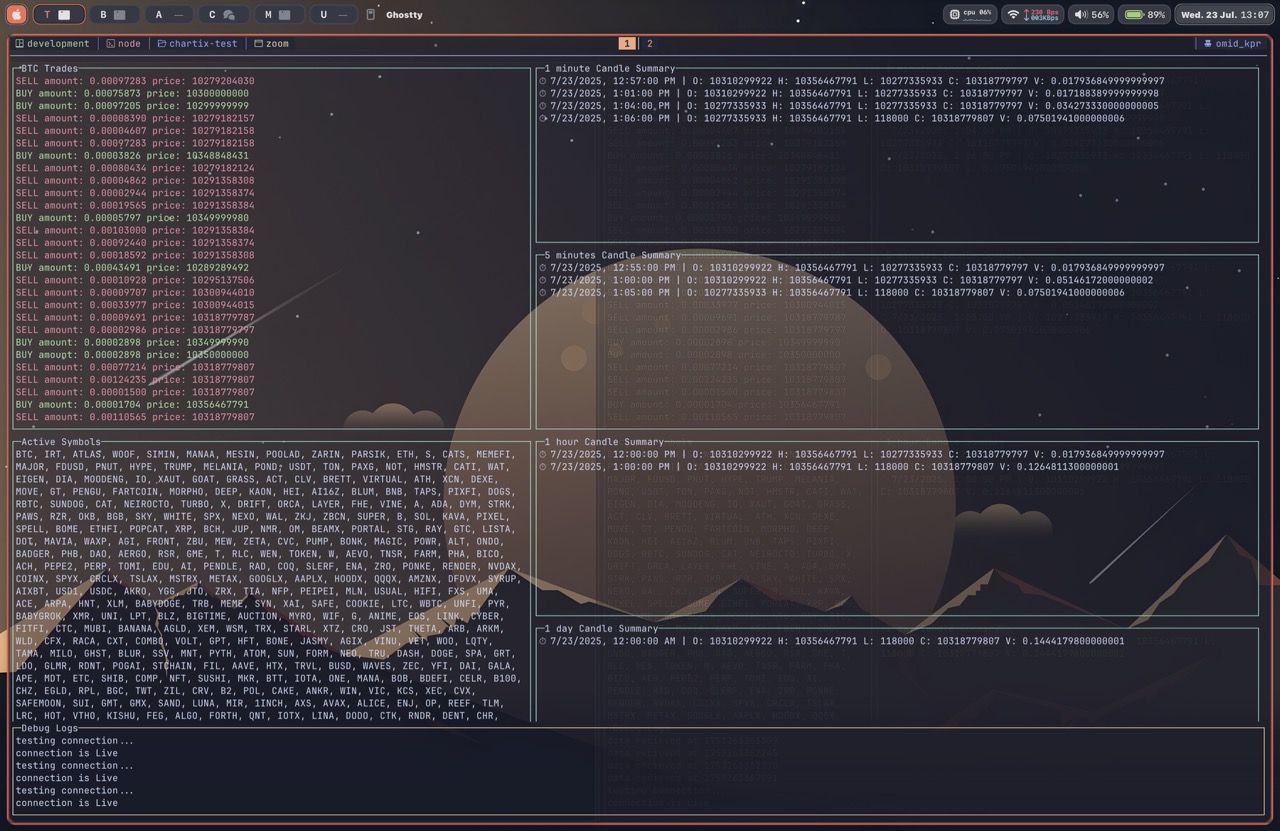 T B A — C M U — Ghostty cpu 06% 230 Bps 003KBps 56% 89% Wed. 23 Jul. 13:07
development | node | chartix-test | zoom 1 | 2 | omid_kpr
BTC Trades
SELL amount: 0.00097283 price: 10279204030
BUY amount: 0.00075873 price: 10300000000
BUY amount: 0.00097205 price: 10299999999
SELL amount: 0.00008390 price: 10279182157
SELL amount: 0.00004607 price: 10279182158
SELL amount: 0.00097283 price: 10279182158
BUY amount: 0.00003826 price: 10348848431
SELL amount: 0.00080434 price: 10279182124
SELL amount: 0.00004862 price: 10291358308
SELL amount: 0.00002944 price: 10291358374
SELL amount: 0.00019565 price: 10291358384
BUY amount: 0.00005797 price: 10349999980
SELL amount: 0.00103000 price: 10291358384
SELL amount: 0.00092440 price: 10291358374
SELL amount: 0.00018592 price: 10291358308
BUY amount: 0.00043491 price: 10289289492
SELL amount: 0.00010928 price: 10295137506
SELL amount: 0.00009707 price: 10300944010
SELL amount: 0.00033977 price: 10300944015
SELL amount: 0.00009691 price: 10318779787
SELL amount: 0.00002986 price: 10318779797
BUY amount: 0.00002898 price: 10349999990
BUY amount: 0.00002898 price: 10350000000
SELL amount: 0.00077214 price: 10318779807
SELL amount: 0.00124235 price: 10318779807
SELL amount: 0.00001500 price: 10318779807
BUY amount: 0.00001704 price: 10356467791
SELL amount: 0.00110565 price: 10318779807
1 minute Candle Summary
7/23/2025, 12:57:00 PM | O: 10310299922 H: 10356467791 L: 10277335933 C: 10318779807 V: 0.017936849999999997
7/23/2025, 1:01:00 PM | O: 10310299922 H: 10356467791 L: 10277335933 C: 10318779807 V: 0.017188389999999998
7/23/2025, 1:04:00 PM | O: 10277335933 H: 10356467791 L: 10277335933 C: 10318779807 V: 0.034273330000000005
7/23/2025, 1:06:00 PM | O: 10277335933 H: 10356467791 L: 118000 C: 10318779807 V: 0.07501941000000006
5 minutes Candle Summary
7/23/2025, 12:55:00 PM | O: 10310299922 H: 10356467791 L: 10277335933 C: 10318779807 V: 0.017936849999999997
7/23/2025, 1:00:00 PM | O: 10310299922 H: 10356467791 L: 10277335933 C: 10318779807 V: 0.05146172000000002
7/23/2025, 1:05:00 PM | O: 10277335933 H: 10356467791 L: 118000 C: 10318779807 V: 0.07501941000000006
Active Symbols
BTC, IRT, ATLAS, WOOF, SIMIN, MANAA, MESIN, POOLAD, ZARIN, PARSIK, ETH, S, CATS, MEMEFI,
MAJOR, FDUSD, PNUT, HYPE, TRUMP, MELANIA, POND, USDT, TON, PAXG, NOT, HMSTR, CATI, WAT,
EIGEN, DIA, MOODENG, IO, XAUT, GOAT, GRASS, ACT, CLV, BRETT, VIRTUAL, ATH, XCN, DEXE,
MOVE, GT, PENGU, FARTCOIN, MORPHO, DEEP, KAON, HEI, AI16Z, BLUM, BNB, TAPS, PIXFI, DOGS,
RBTC, SUNDOG, CAT, NEIROCTO, TURBO, X, DRIFT, ORCA, LAYER, FHE, VINE, A, ADA, DYM, STRK,
PAWS, RZR, OKB, BGB, SKY, WHITE, SPX, NEXO, WAL, ZKJ, ZBCN, SUPER, B, SOL, KAVA, PIXEL,
SPELL, BOME, ETHFI, POPCAT, XRP, BCH, JUP, NMR, OM, BEAMX, PORTAL, STG, RAY, GTC, LISTA,
DOT, MAVIA, WAXP, AGI, FRONT, ZBU, MEW, ZETA, CVC, PUMP, BONK, MAGIC, POWR, ALT, ONDO,
BADGER, PHB, DAO, AERGO, RSR, GME, T, RLC, WEN, TOKEN, W, AEVO, TNSR, FARM, PHA, BICO,
ACH, PEPE2, PERP, TOMI, EDU, AI, PENDLE, RAD, COQ, SLERF, ENA, ZRO, PONKE, RENDER, NVDAX,
COINX, SPYX, CRCLX, TSLAX, MSTRX, METAX, GOOGLX, AAPLX, HOODX, QQQX, AMZNX, DFDVX, SYRUP,
AIXBT, USD1, USDC, AKRO, YGG, JTO, ZRX, TIA, NFP, PEIPEI, MLN, USUAL, HIFI, FXS, UMA,
ACE, ARPA, HNT, XLM, BABYDOGE, TRB, MEME, SYN, XAI, SAFE, COOKIE, LTC, WBTC, UNFI, PYR,
BABYGROK, XMR, UNI, LPT, BLZ, BIGTIME, AUCTION, MYRO, WIF, G, ANIME, EOS, LINK, CYBER,
FITFI, CTC, MUBI, BANANA, VGOLD, XEM, WSM, TRX, STARL, XTZ, CRO, JST, THETA, ARB, ARKM,
WLD, CFX, RACA, CXT, COMBO, VOLT, GPT, HFT, BONE, JASMY, AGIX, VINU, VET, WOO, LQTY,
TAMA, MILO, GHST, BLUR, SSV, MNT, PYTH, ATOM, SUN, FORM, NEO, TRU, DASH, DOGE, SPA, GRT,
LDO, GLMR, RDNT, POGAI, STCHAIN, FIL, AAVE, HTX, TRVL, BUSD, WAVES, ZEC, YFI, DAI, GALA,
APE, MDT, ETC, SHIB, COMP, NFT, SUSHI, MKR, BTT, IOTA, ONE, MANA, BOB, BDEFI, CELR, B100,
CHZ, EGLD, RPL, BGC, TWT, ZIL, CRV, B2, POL, CAKE, ANKR, WIN, VIC, KCS, XEC, CVX,
SAFEMOON, SUI, GMT, GMX, SAND, LUNA, MIR, 1INCH, AXS, AVAX, ALICE, ENJ, OP, REEF, TLM,
LRC, HOT, VTHO, KISHU, FEG, ALGO, FORTH, QNT, IOTX, LINA, DODO, CTK, RNDR, DENT, CHR,
1 hour Candle Summary
7/23/2025, 12:00:00 PM | O: 10310299922 H: 10356467791 L: 10277335933 C: 10318779807 V: 0.017936849999999997
7/23/2025, 1:00:00 PM | O: 10310299922 H: 10356467791 L: 118000 C: 10318779807 V: 0.1264811300000001
1 day Candle Summary
7/23/2025, 12:00:00 AM | O: 10310299922 H: 10356467791 L: 118000 C: 10318779807 V: 0.1444179800000001
Debug Logs
testing connection...
connection is Live
testing connection...
connection is Live
testing connection...
connection is Live